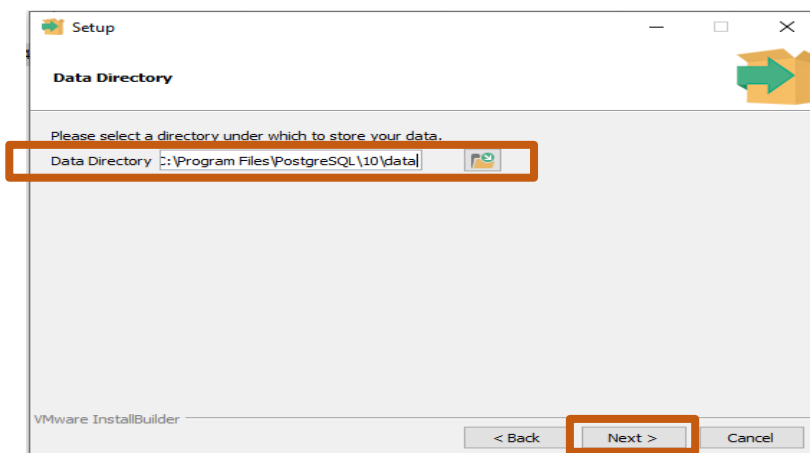 Setup
Data Directory
Please select a directory under which to store your data.
Data Directory :\Program Files\PostgreSQL\10\data
VMware InstallBuilder
< Back Next > Cancel